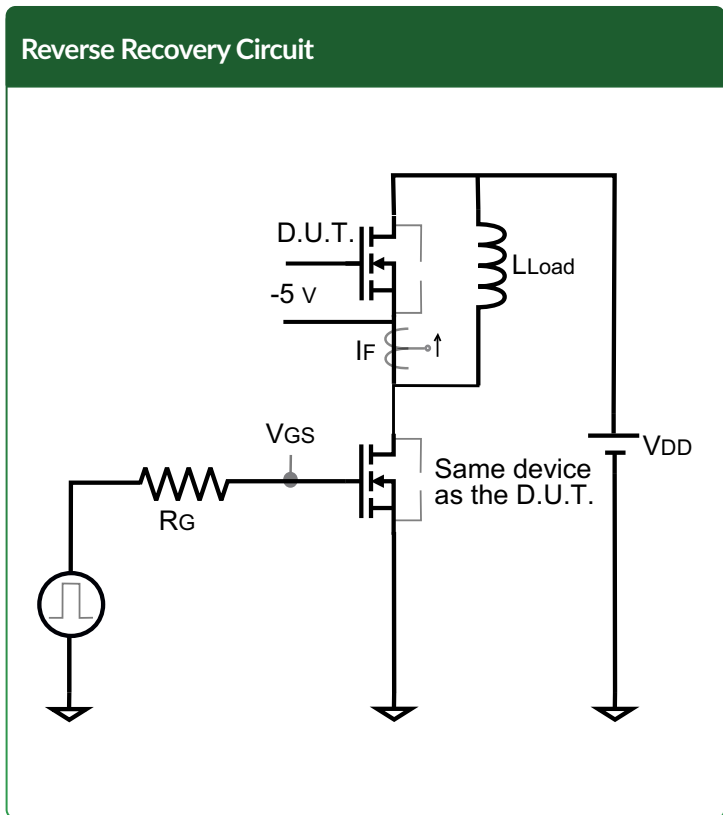 Reverse Recovery Circuit
D.U.T.
LLoad
-5 V
IF
VGS
VDD
Same device
as the D.U.T.
RG